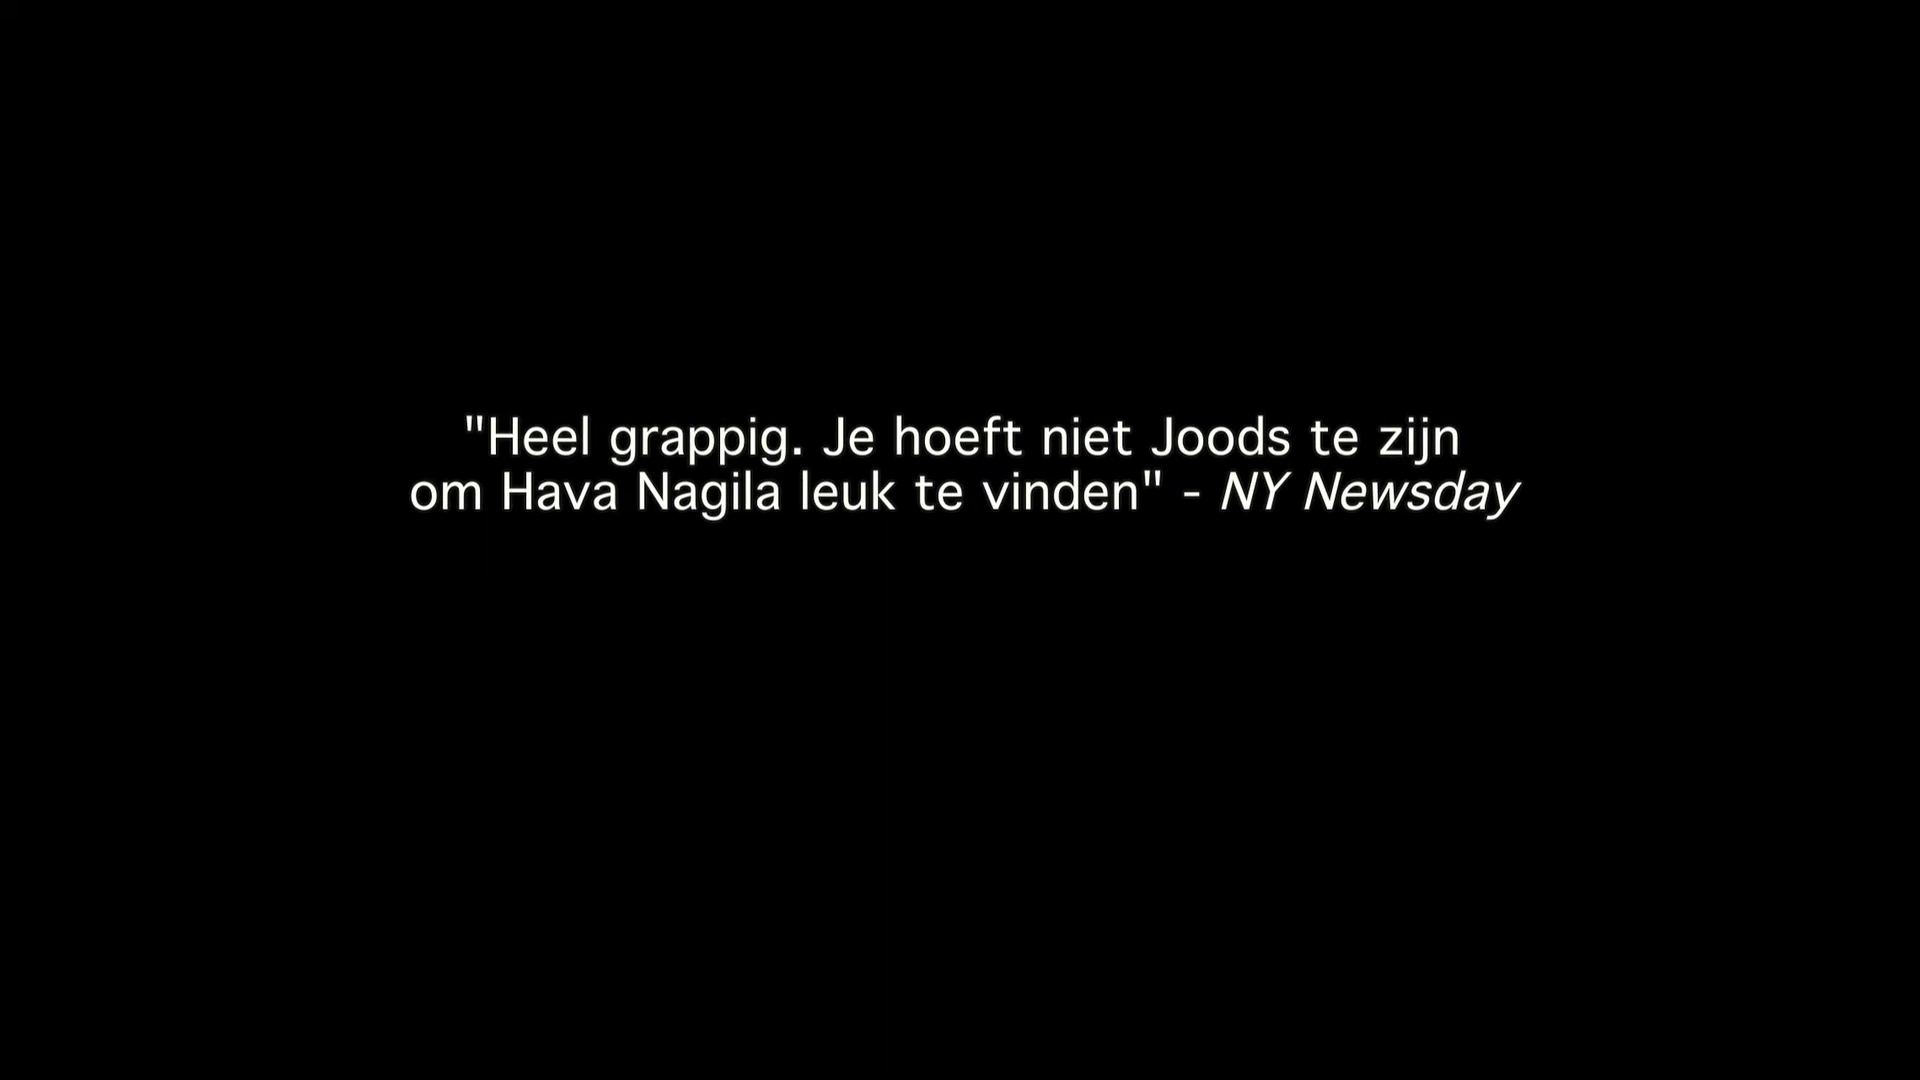 "Heel grappig. Je hoeft niet Joods te zijn
om Hava Nagila leuk te vinden" - NY Newsday